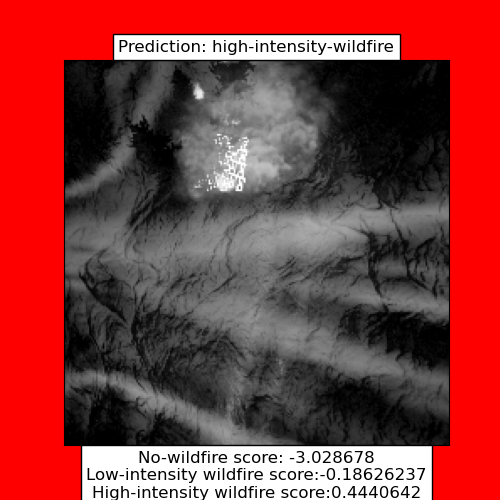 Prediction: high-intensity-wildfire
No-wildfire score: -3.028678
Low-intensity wildfire score:-0.18626237
High-intensity wildfire score:0.4440642